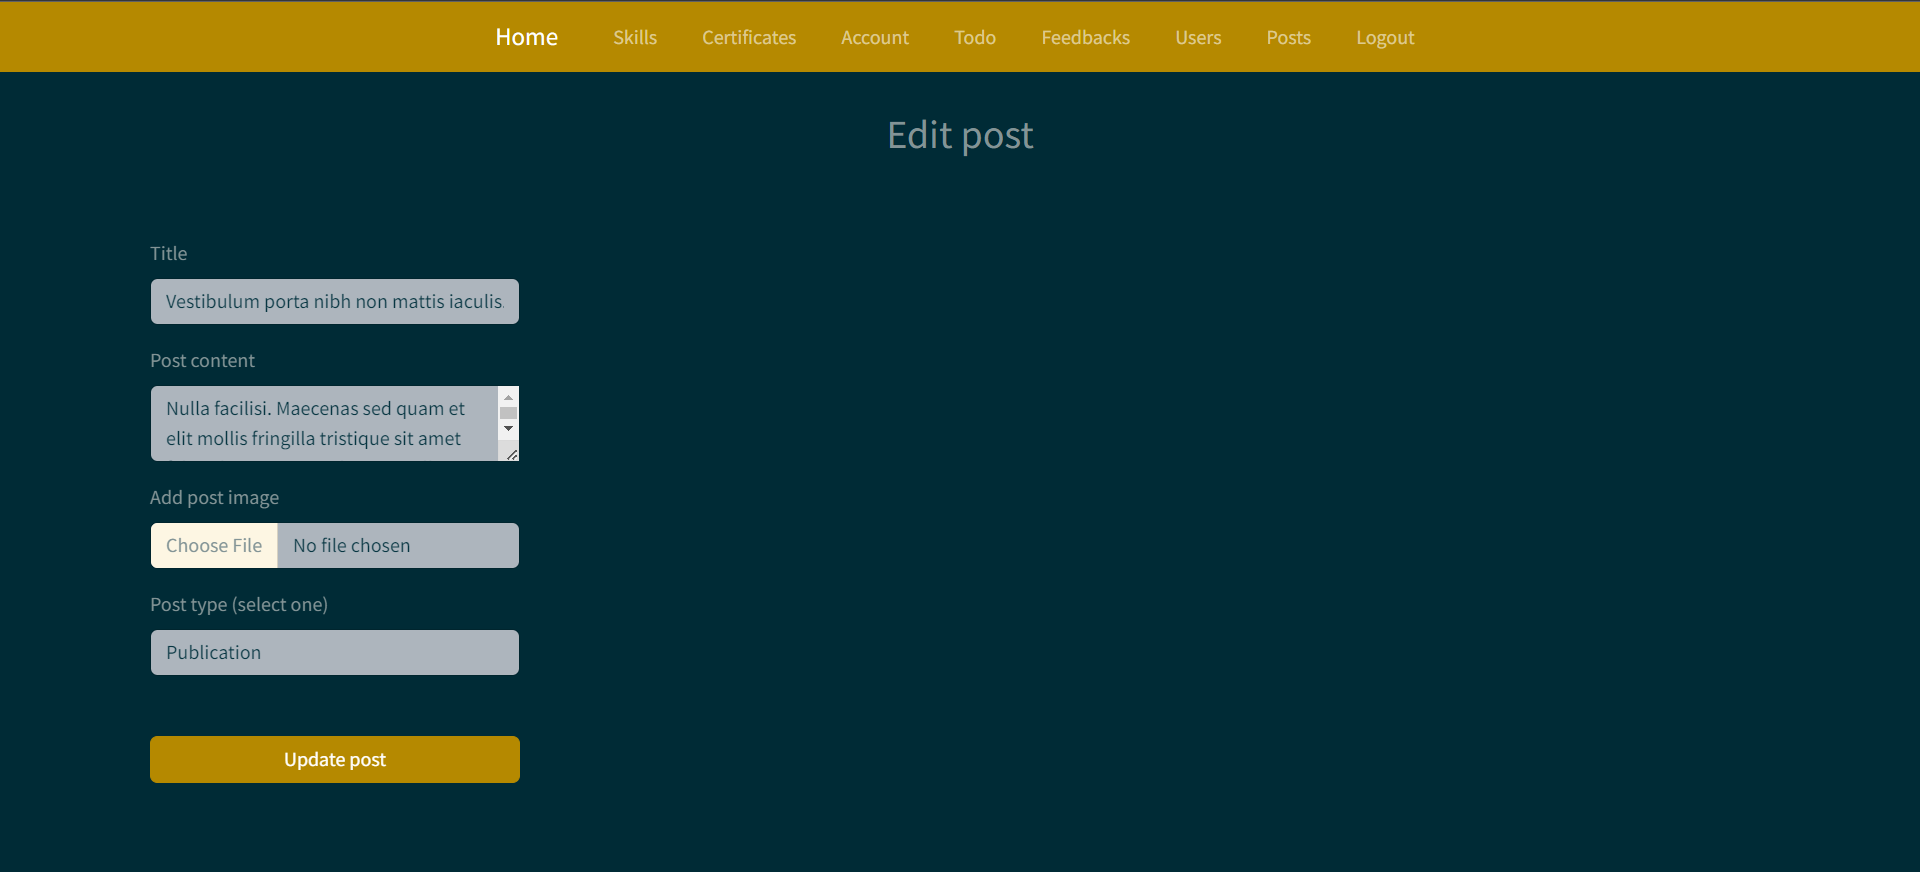 Home Skills Certificates Account Todo Feedbacks Users Posts Logout
Edit post
Title
Vestibulum porta nibh non mattis iaculis.
Post content
Nulla facilisi. Maecenas sed quam et
elit mollis fringilla tristique sit amet
Add post image
Choose File No file chosen
Post type (select one)
Publication
Update post